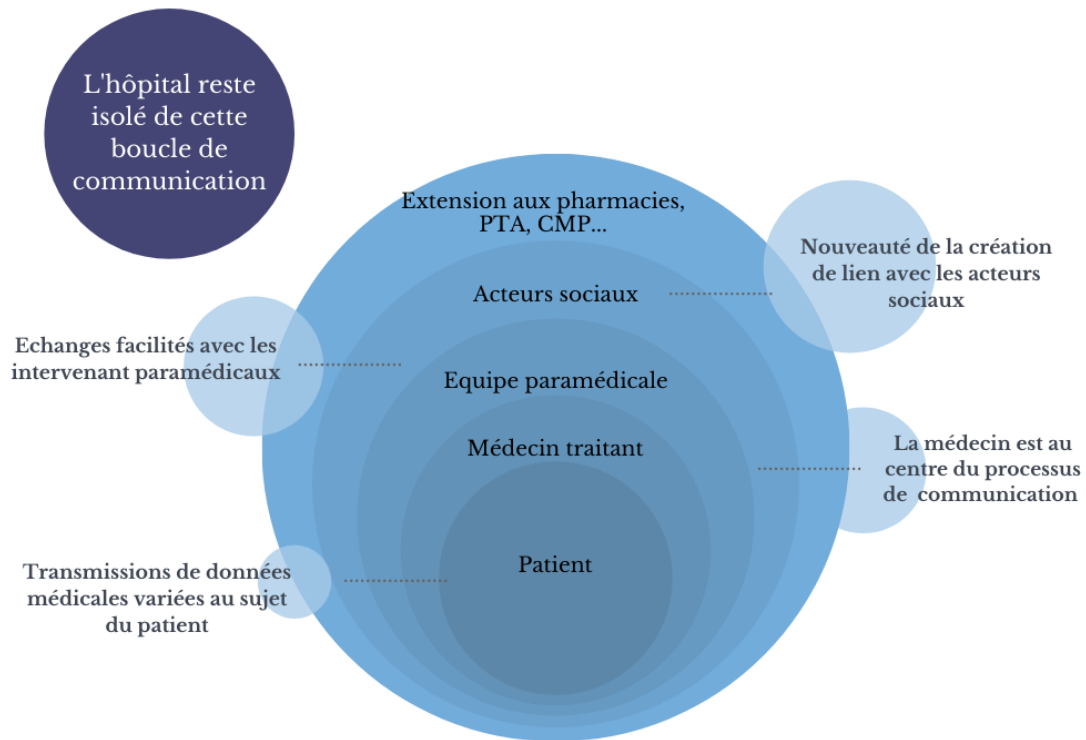 L'hôpital reste
isolé de cette
boucle de
communication
Extension aux pharmacies,
PTA, CMP...
Nouveauté de la création
de lien avec les acteurs
sociaux
Acteurs sociaux
Echanges facilités avec les
intervenant paramédicaux
Equipe paramédicale
Médecin traitant
La médecin est au
centre du processus
de communication
Patient
Transmissions de données
médicales variées au sujet
du patient